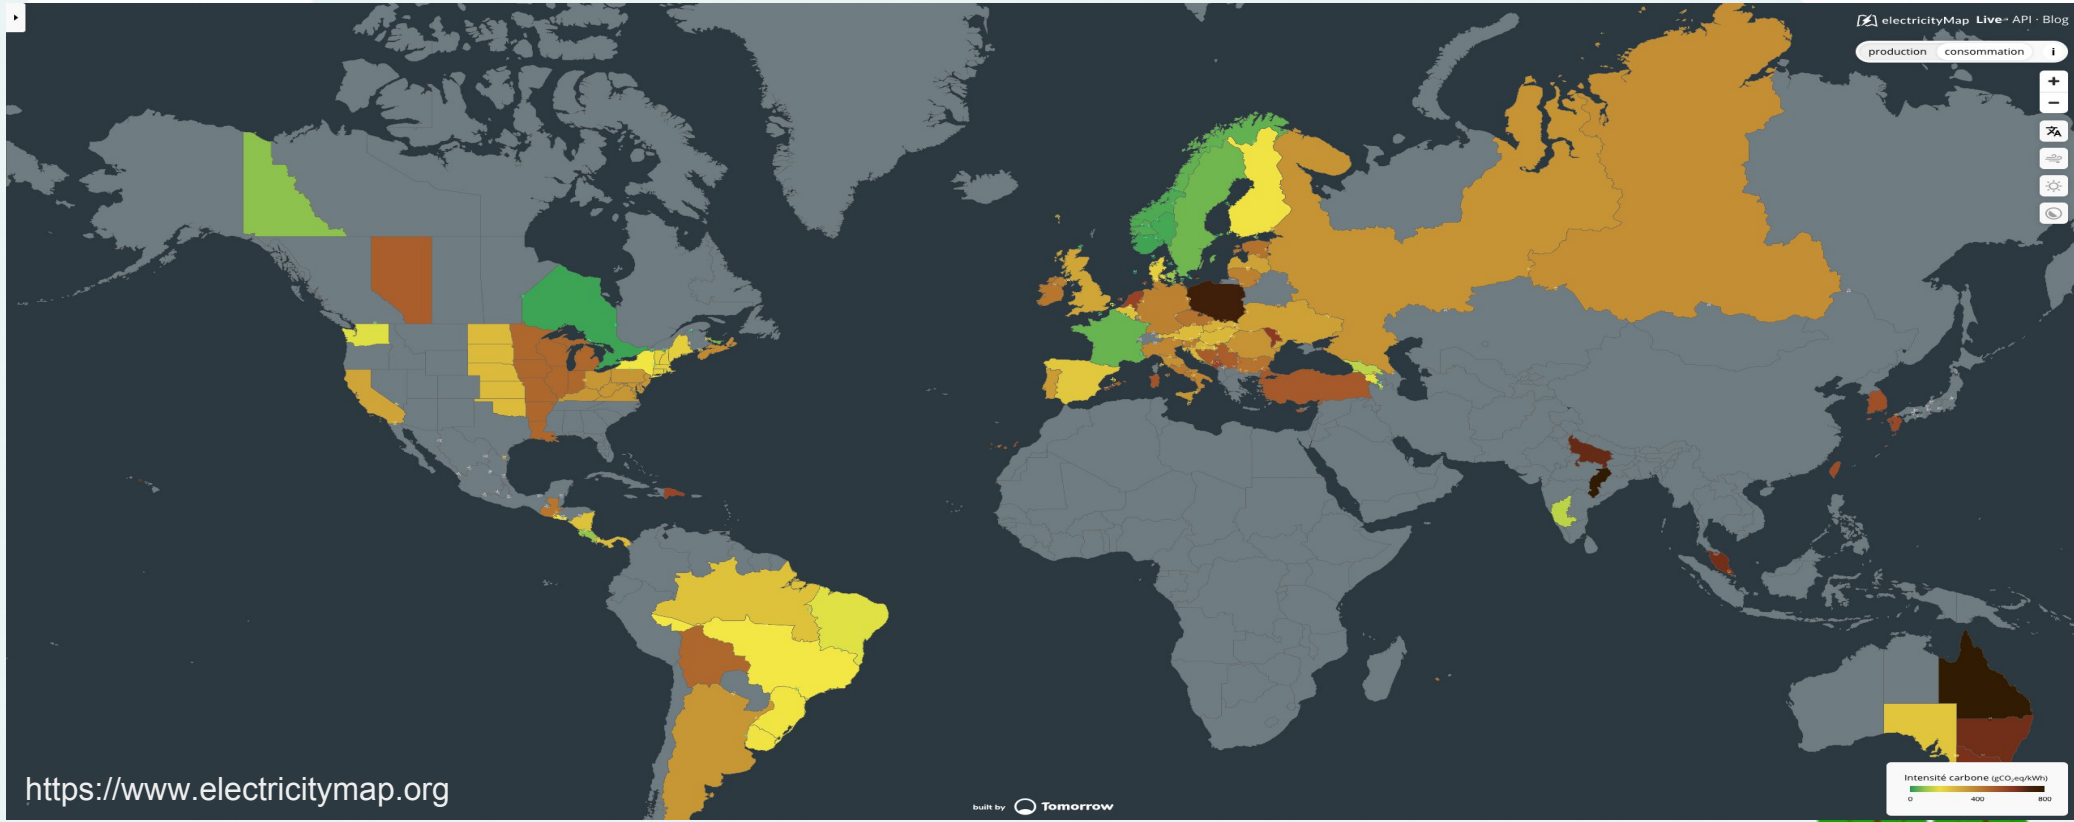 electricityMap Live API · Blog
production consommation i
https://www.electricitymap.org
built by Tomorrow
Intensité carbone (gCO₂eq/kWh)
0 400 800